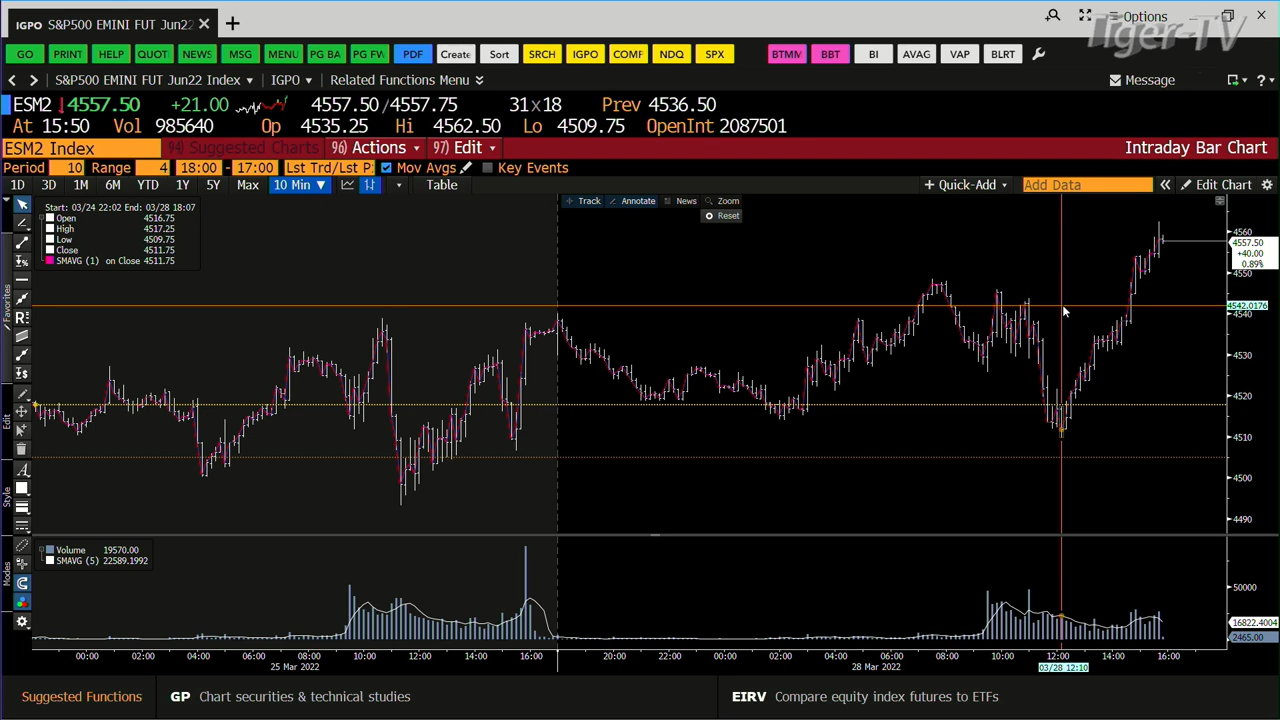 IGPO S&P500 EMINI FUT Jun22
Options
Tiger-TV
GO PRINT HELP QUOT NEWS MSG MENU PG BA PG FW PDF Create Sort SRCH IGPO COMF NDQ SPX BTMM BBT BI AVAG VAP BLRT
S&P500 EMINI FUT Jun22 Index IGPO Related Functions Menu Message
ESM2 4557.50 +21.00 4557.50/4557.75 31x18 Prev 4536.50
At 15:50 Vol 985640 Op 4535.25 Hi 4562.50 Lo 4509.75 OpenInt 2087501
ESM2 Index 94) Suggested Charts 96) Actions 97) Edit Intraday Bar Chart
Period 10 Range 4 18:00 - 17:00 Lst Trd/Lst P Mov Avgs Key Events
1D 3D 1M 6M YTD 1Y 5Y Max 10 Min Table + Quick-Add Add Data Edit Chart
Track Annotate News Zoom
Reset
Start: 03/24 22:02 End: 03/28 18:07
Open 4516.75
High 4517.25
Low 4509.75
Close 4511.75
SMAVG (1) on Close 4511.75
Favorites
Edit
Style
Modes
4560
4557.50
+40.00
0.89%
4550
4542.0176
4540
4530
4520
4510
4500
4490
Volume 19570.00
SMAVG (5) 22589.1992
50000
16822.4004
2465.00
00:00 02:00 04:00 06:00 08:00 10:00 12:00 14:00 16:00 20:00 22:00 00:00 02:00 04:00 06:00 08:00 10:00 12:00 14:00 16:00
25 Mar 2022 28 Mar 2022 03/28 12:10
Suggested Functions GP Chart securities & technical studies EIRV Compare equity index futures to ETFs